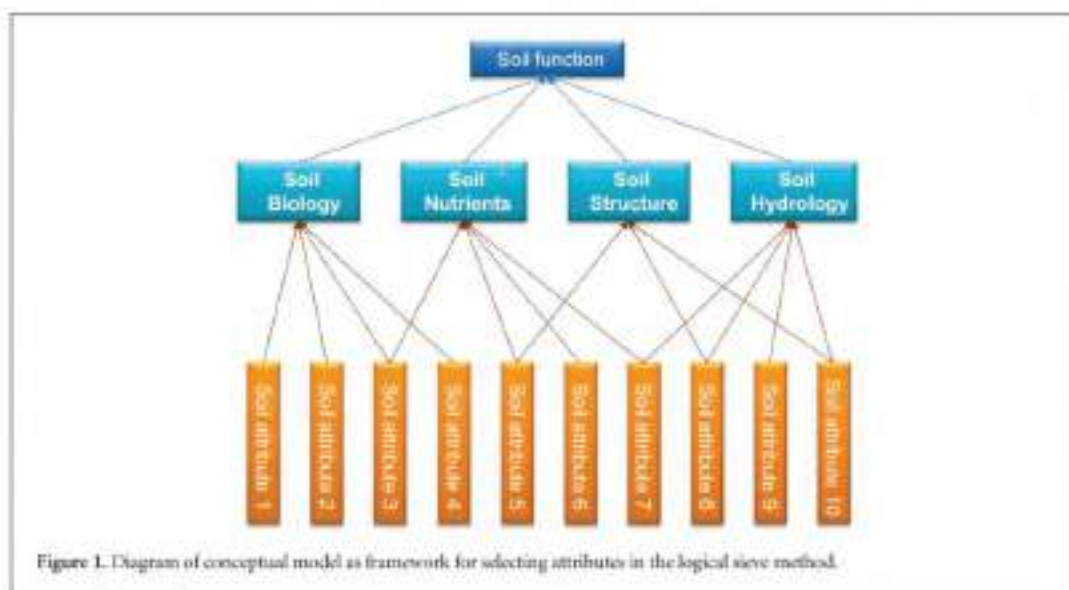 Soil function
Soil
Biology
Soil
Nutrients
Soil
Structure
Soil
Hydrology
Soil attribute 1
Soil attribute 2
Soil attribute 3
Soil attribute 4
Soil attribute 5
Soil attribute 6
Soil attribute 7
Soil attribute 8
Soil attribute 9
Soil attribute 10
Figure 1. Diagram of conceptual model as framework for selecting attributes in the logical sieve method.